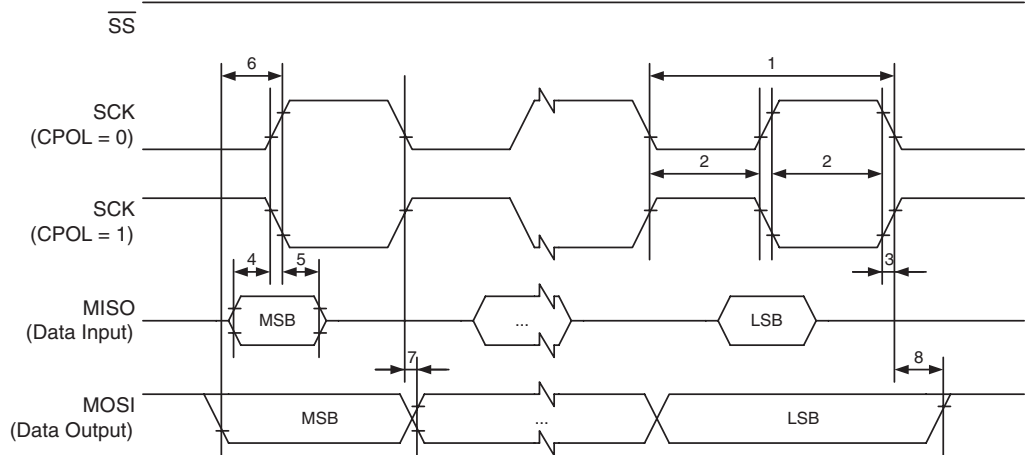 SS
6
1
SCK
(CPOL = 0)
2
2
SCK
(CPOL = 1)
4
5
3
MISO
(Data Input)
MSB
...
LSB
7
8
MOSI
(Data Output)
MSB
...
LSB